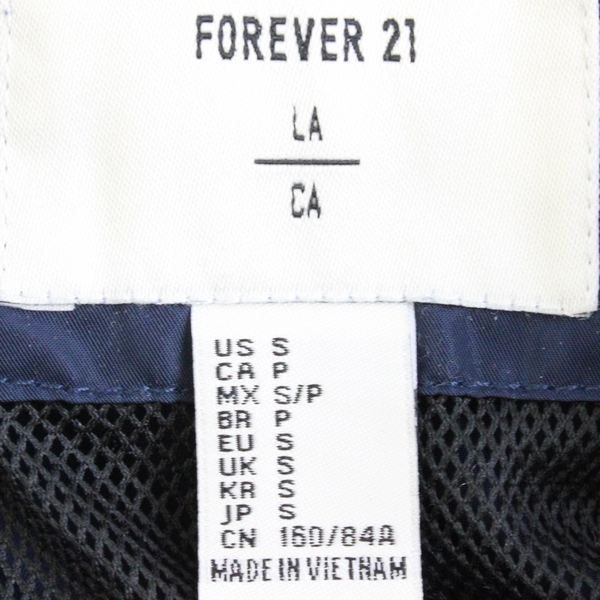 FOREVER 21
LA
CA
US S
CA P
MX S/P
BR P
EU S
UK S
KR S
JP S
CN 160/84A
MADE IN VIETNAM